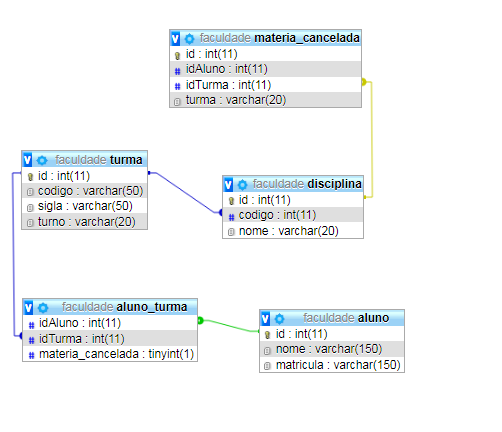 faculdade materia_cancelada
id : int(11)
idAluno : int(11)
idTurma : int(11)
turma : varchar(20)
faculdade turma
id : int(11)
codigo : varchar(50)
sigla : varchar(50)
turno : varchar(20)
faculdade disciplina
id : int(11)
codigo : int(11)
nome : varchar(20)
faculdade aluno_turma
idAluno : int(11)
idTurma : int(11)
materia_cancelada : tinyint(1)
faculdade aluno
id : int(11)
nome : varchar(150)
matricula : varchar(150)